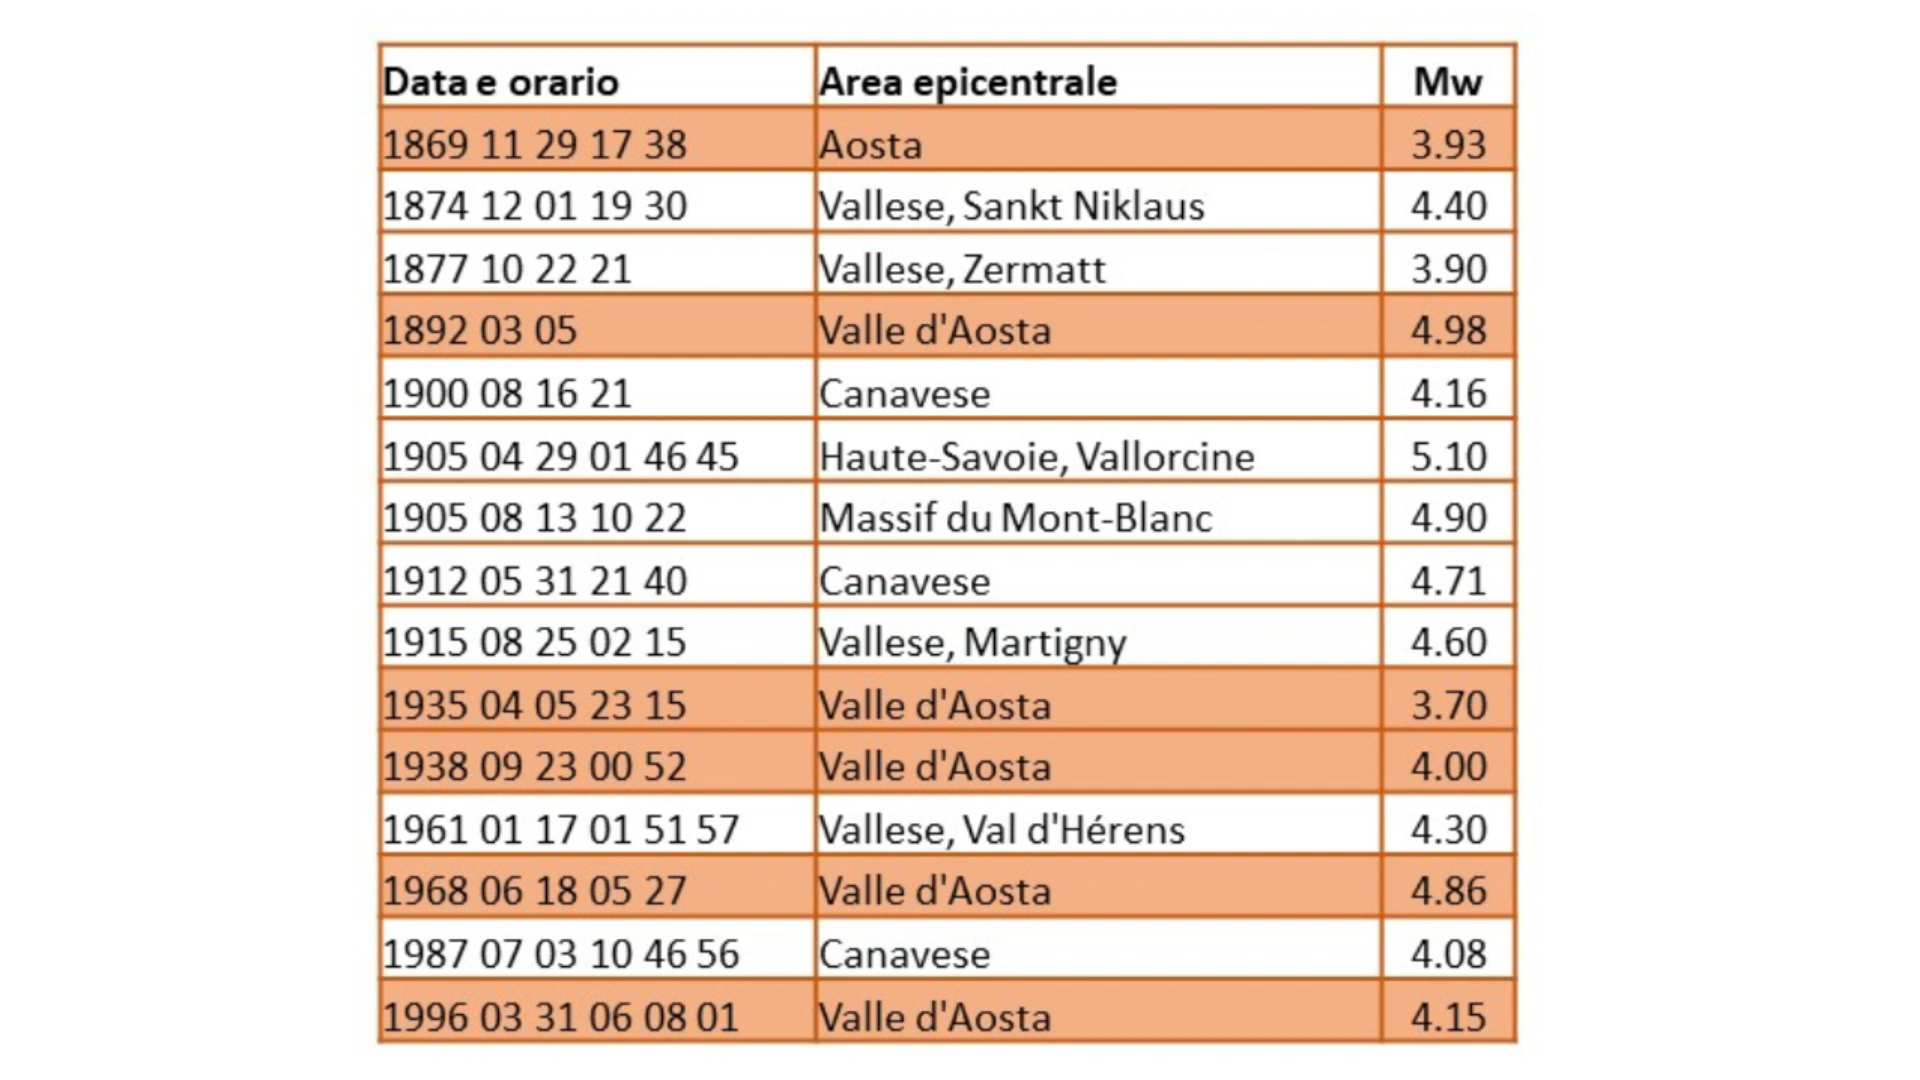 Data e orario Area epicentrale Mw
1869 11 29 17 38 Aosta 3.93
1874 12 01 19 30 Vallese, Sankt Niklaus 4.40
1877 10 22 21 Vallese, Zermatt 3.90
1892 03 05 Valle d'Aosta 4.98
1900 08 16 21 Canavese 4.16
1905 04 29 01 46 45 Haute-Savoie, Vallorcine 5.10
1905 08 13 10 22 Massif du Mont-Blanc 4.90
1912 05 31 21 40 Canavese 4.71
1915 08 25 02 15 Vallese, Martigny 4.60
1935 04 05 23 15 Valle d'Aosta 3.70
1938 09 23 00 52 Valle d'Aosta 4.00
1961 01 17 01 51 57 Vallese, Val d'Hérens 4.30
1968 06 18 05 27 Valle d'Aosta 4.86
1987 07 03 10 46 56 Canavese 4.08
1996 03 31 06 08 01 Valle d'Aosta 4.15